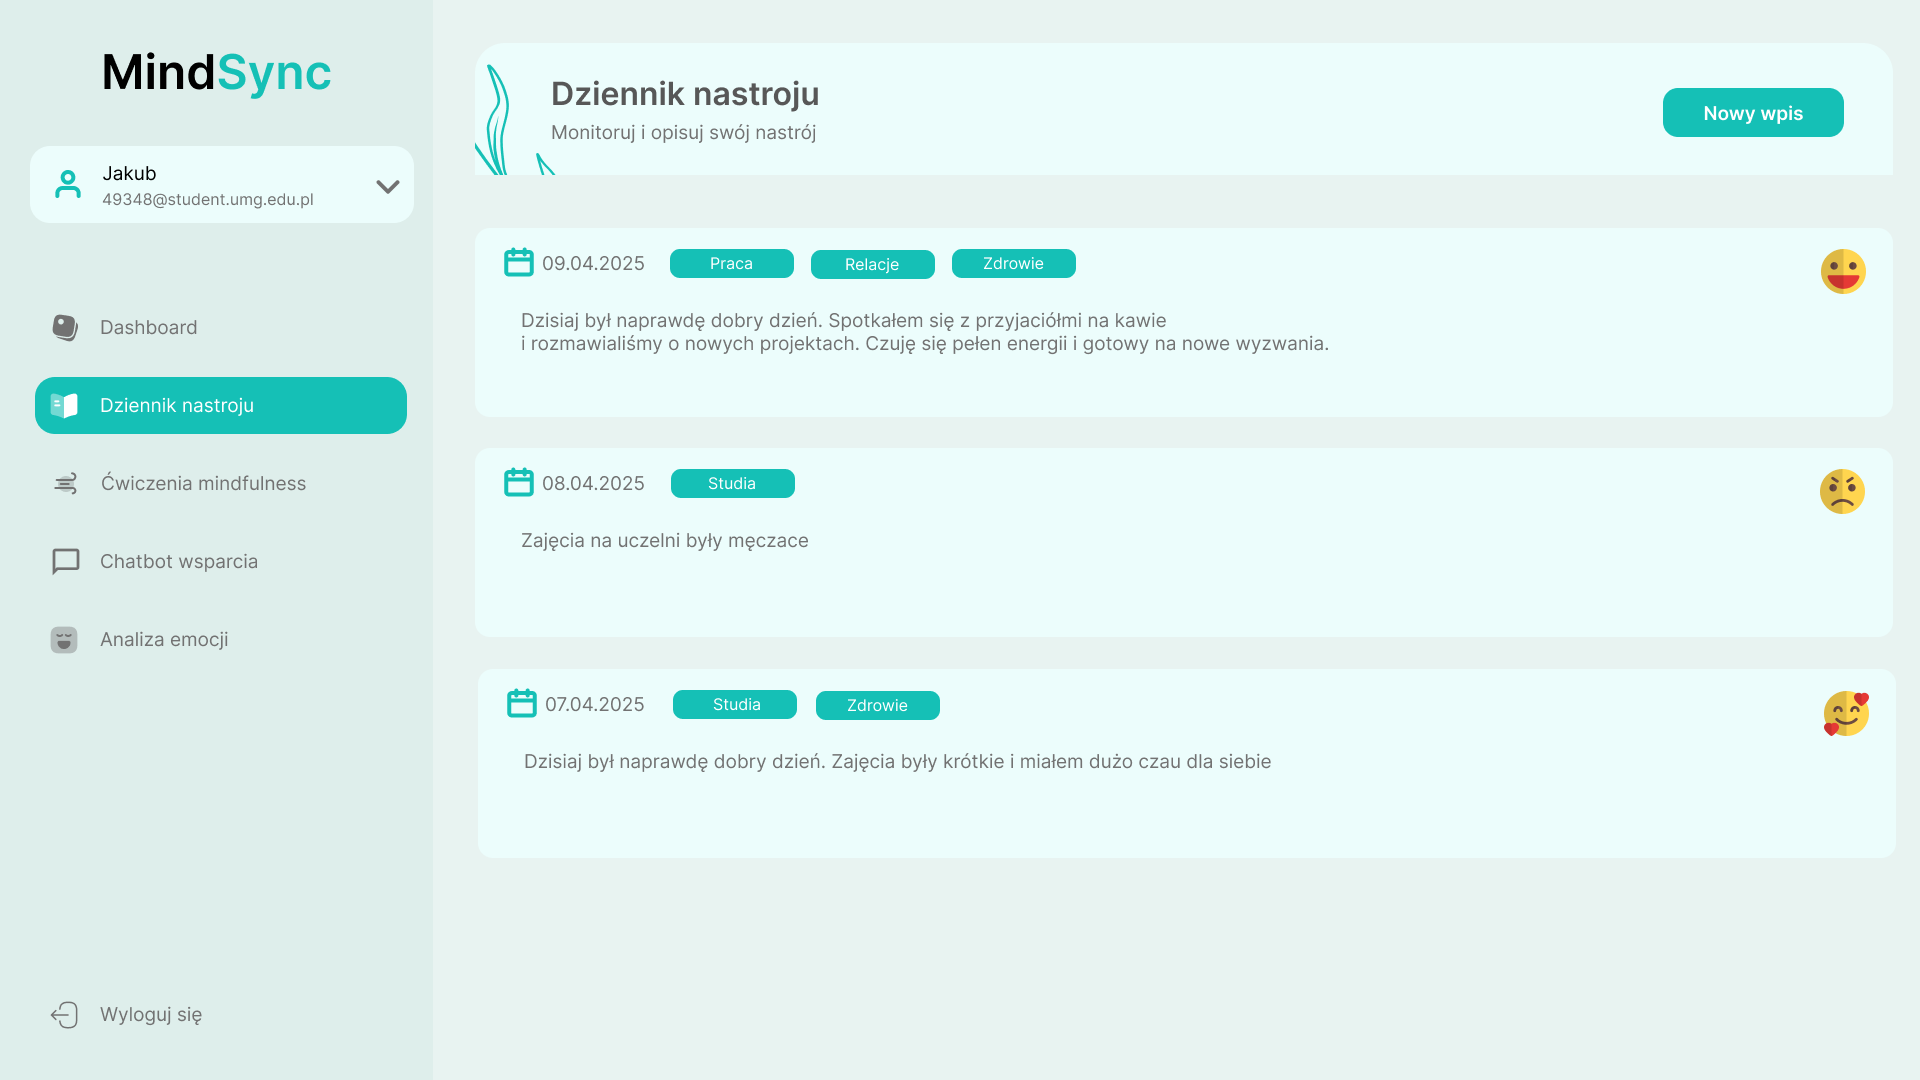 MindSync
Jakub
49348@student.umg.edu.pl
Dashboard
Dziennik nastroju
Ćwiczenia mindfulness
Chatbot wsparcia
Analiza emocji
Wyloguj się
Dziennik nastroju
Monitoruj i opisuj swój nastrój
Nowy wpis
09.04.2025 Praca Relacje Zdrowie
Dzisiaj był naprawdę dobry dzień. Spotkałem się z przyjaciółmi na kawie
i rozmawialiśmy o nowych projektach. Czuję się pełen energii i gotowy na nowe wyzwania.
08.04.2025 Studia
Zajęcia na uczelni były męczace
07.04.2025 Studia Zdrowie
Dzisiaj był naprawdę dobry dzień. Zajęcia były krótkie i miałem dużo czau dla siebie